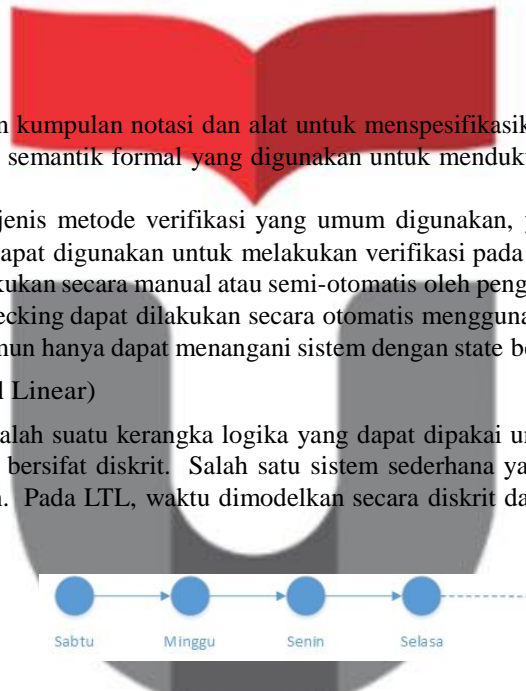 kumpulan notasi dan alat untuk menspesifikasik
semantik formal yang digunakan untuk menduku
jenis metode verifikasi yang umum digunakan,
dapat digunakan untuk melakukan verifikasi pada
kukan secara manual atau semi-otomatis oleh peng
ecking dapat dilakukan secara otomatis mengguna
mun hanya dapat menangani sistem dengan state be
l Linear)
alah suatu kerangka logika yang dapat dipakai u
bersifat diskrit. Salah satu sistem sederhana ya
Pada LTL, waktu dimodelkan secara diskrit da
Sabtu Minggu Senin Selasa